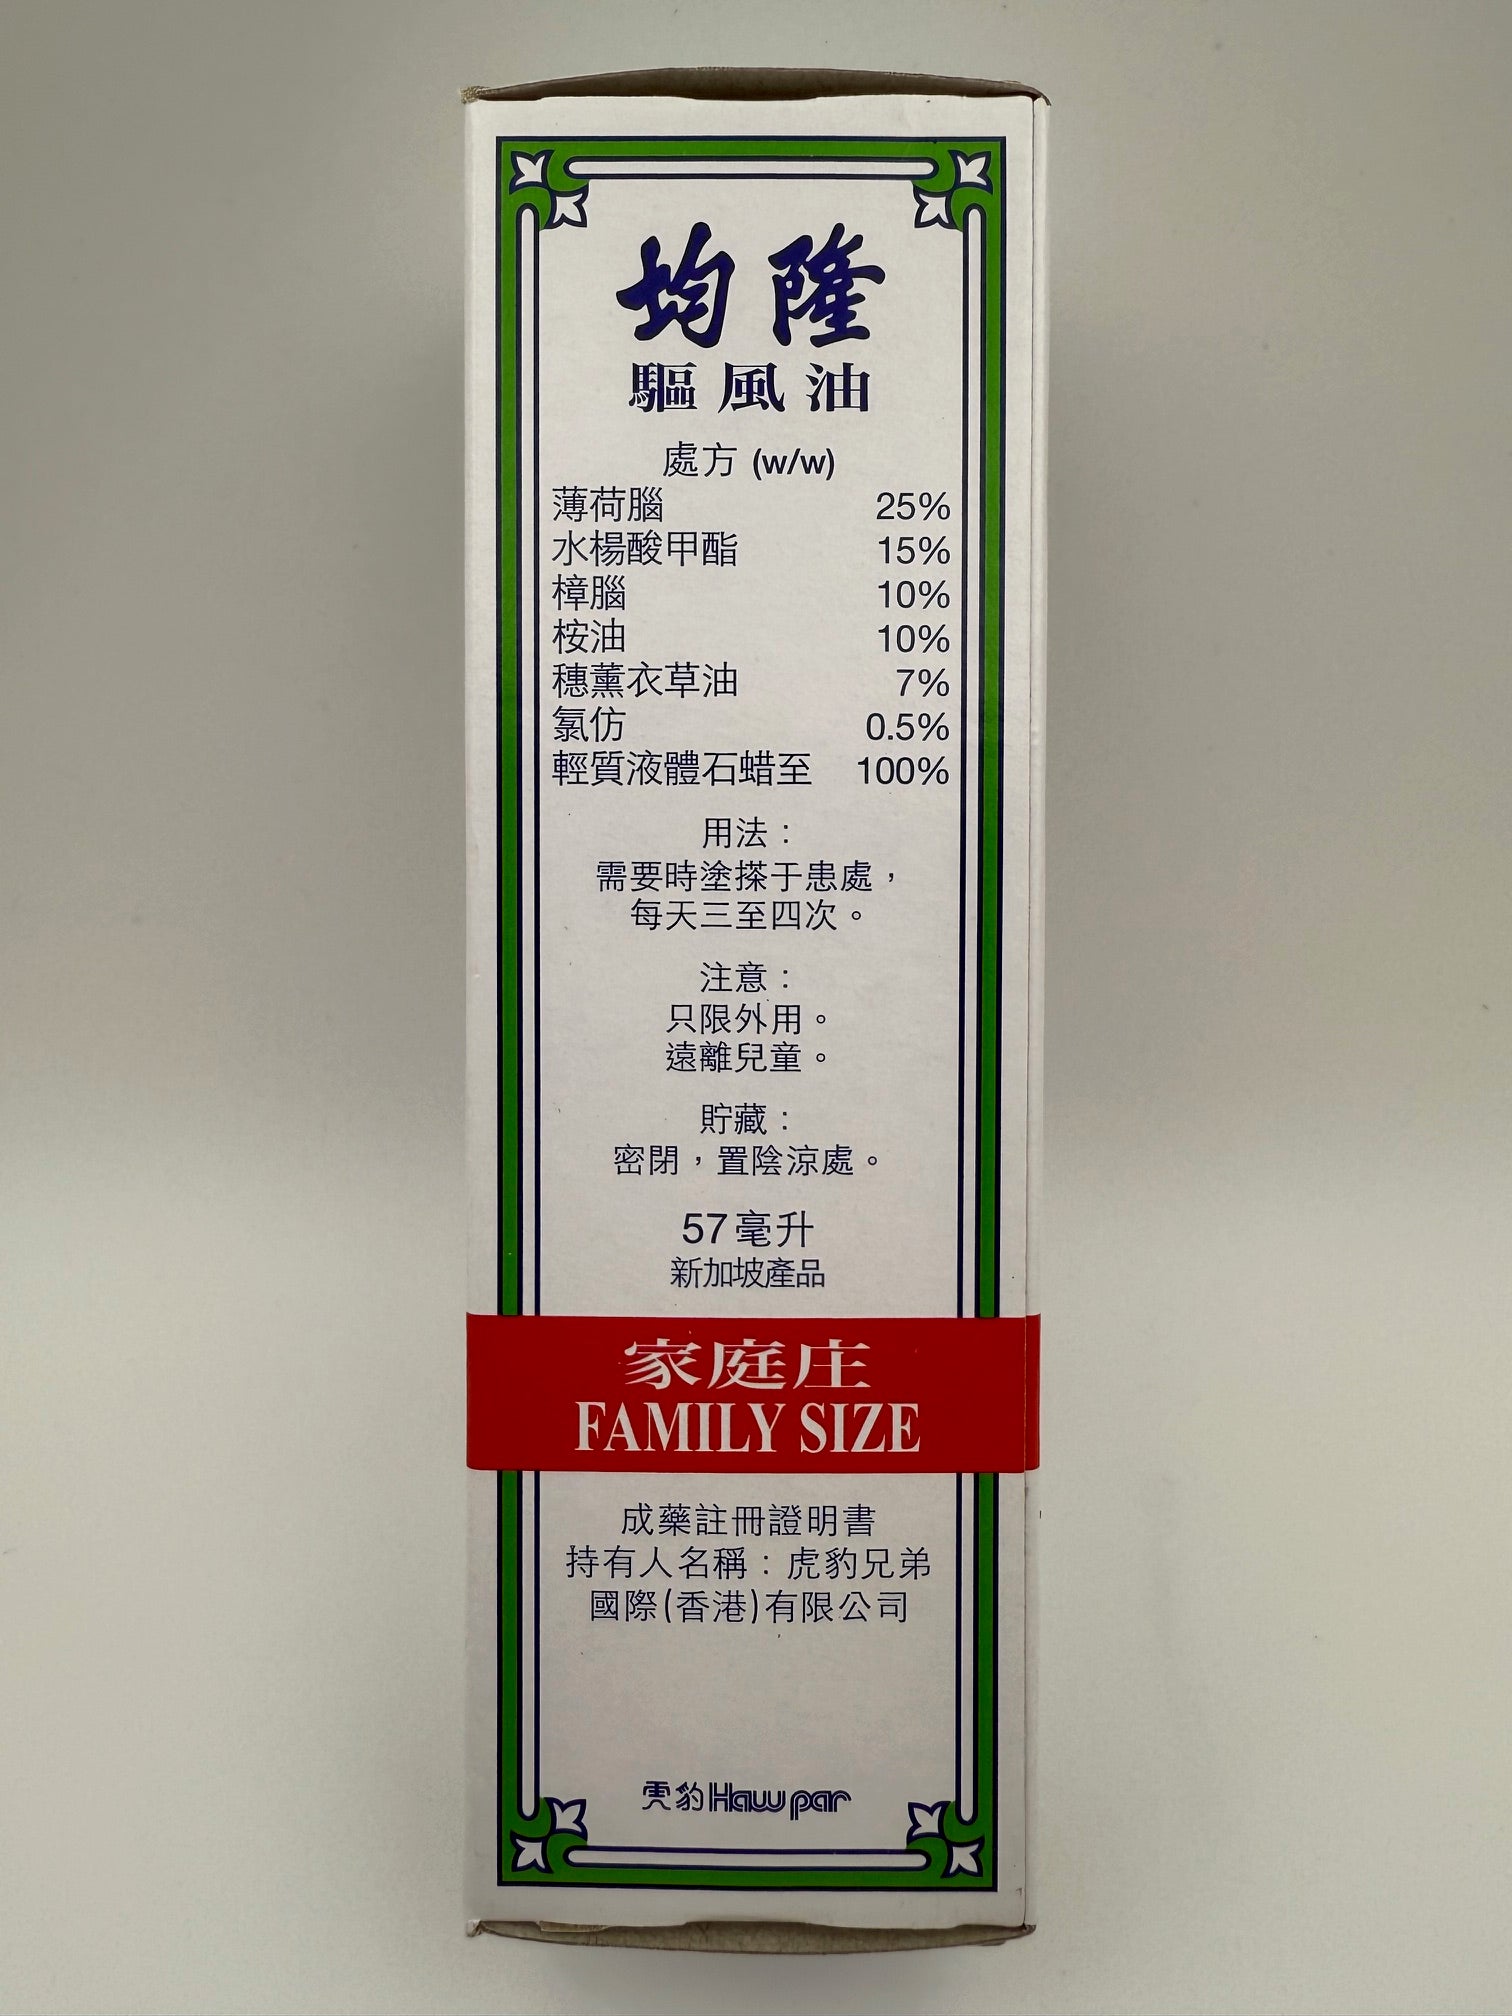 均隆
驅風油
處方 (w/w)
薄荷腦 25%
水楊酸甲酯 15%
樟腦 10%
桉油 10%
穗薰衣草油 7%
氯仿 0.5%
輕質液體石蜡至 100%
用法：
需要時塗搽于患處，
每天三至四次。
注意：
只限外用。
遠離兒童。
貯藏：
密閉，置陰涼處。
57毫升
新加坡產品
家庭庄
FAMILY SIZE
成藥註冊證明書
持有人名稱：虎豹兄弟
國際(香港)有限公司
虎豹 Haw par